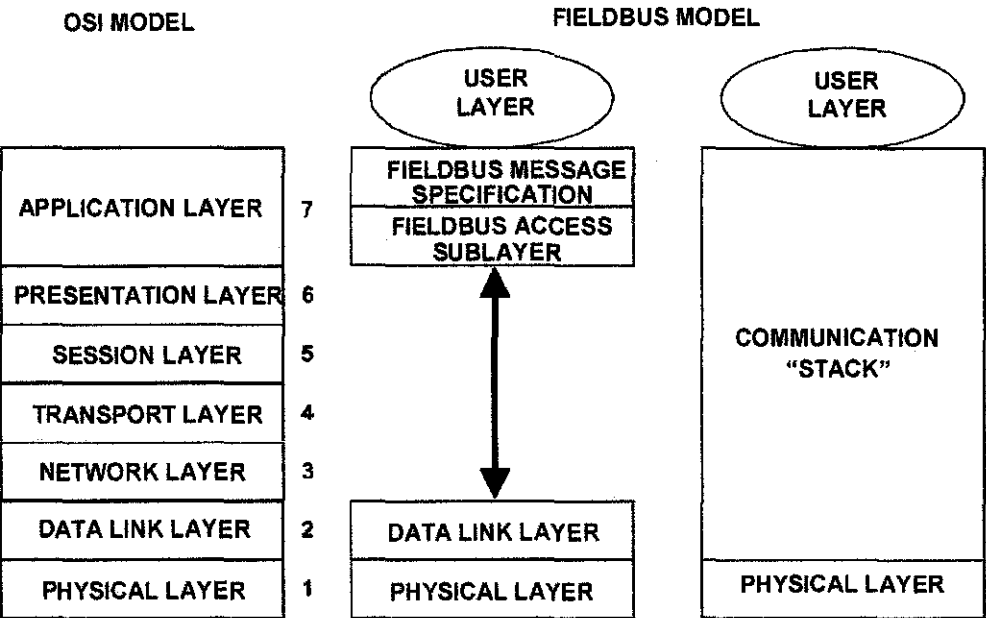 OSI MODEL
FIELDBUS MODEL
APPLICATION LAYER 7
PRESENTATION LAYER 6
SESSION LAYER 5
TRANSPORT LAYER 4
NETWORK LAYER 3
DATA LINK LAYER 2
PHYSICAL LAYER 1
USER
LAYER
FIELDBUS MESSAGE
SPECIFICATION
FIELDBUS ACCESS
SUBLAYER
DATA LINK LAYER
PHYSICAL LAYER
USER
LAYER
COMMUNICATION
“STACK”
PHYSICAL LAYER